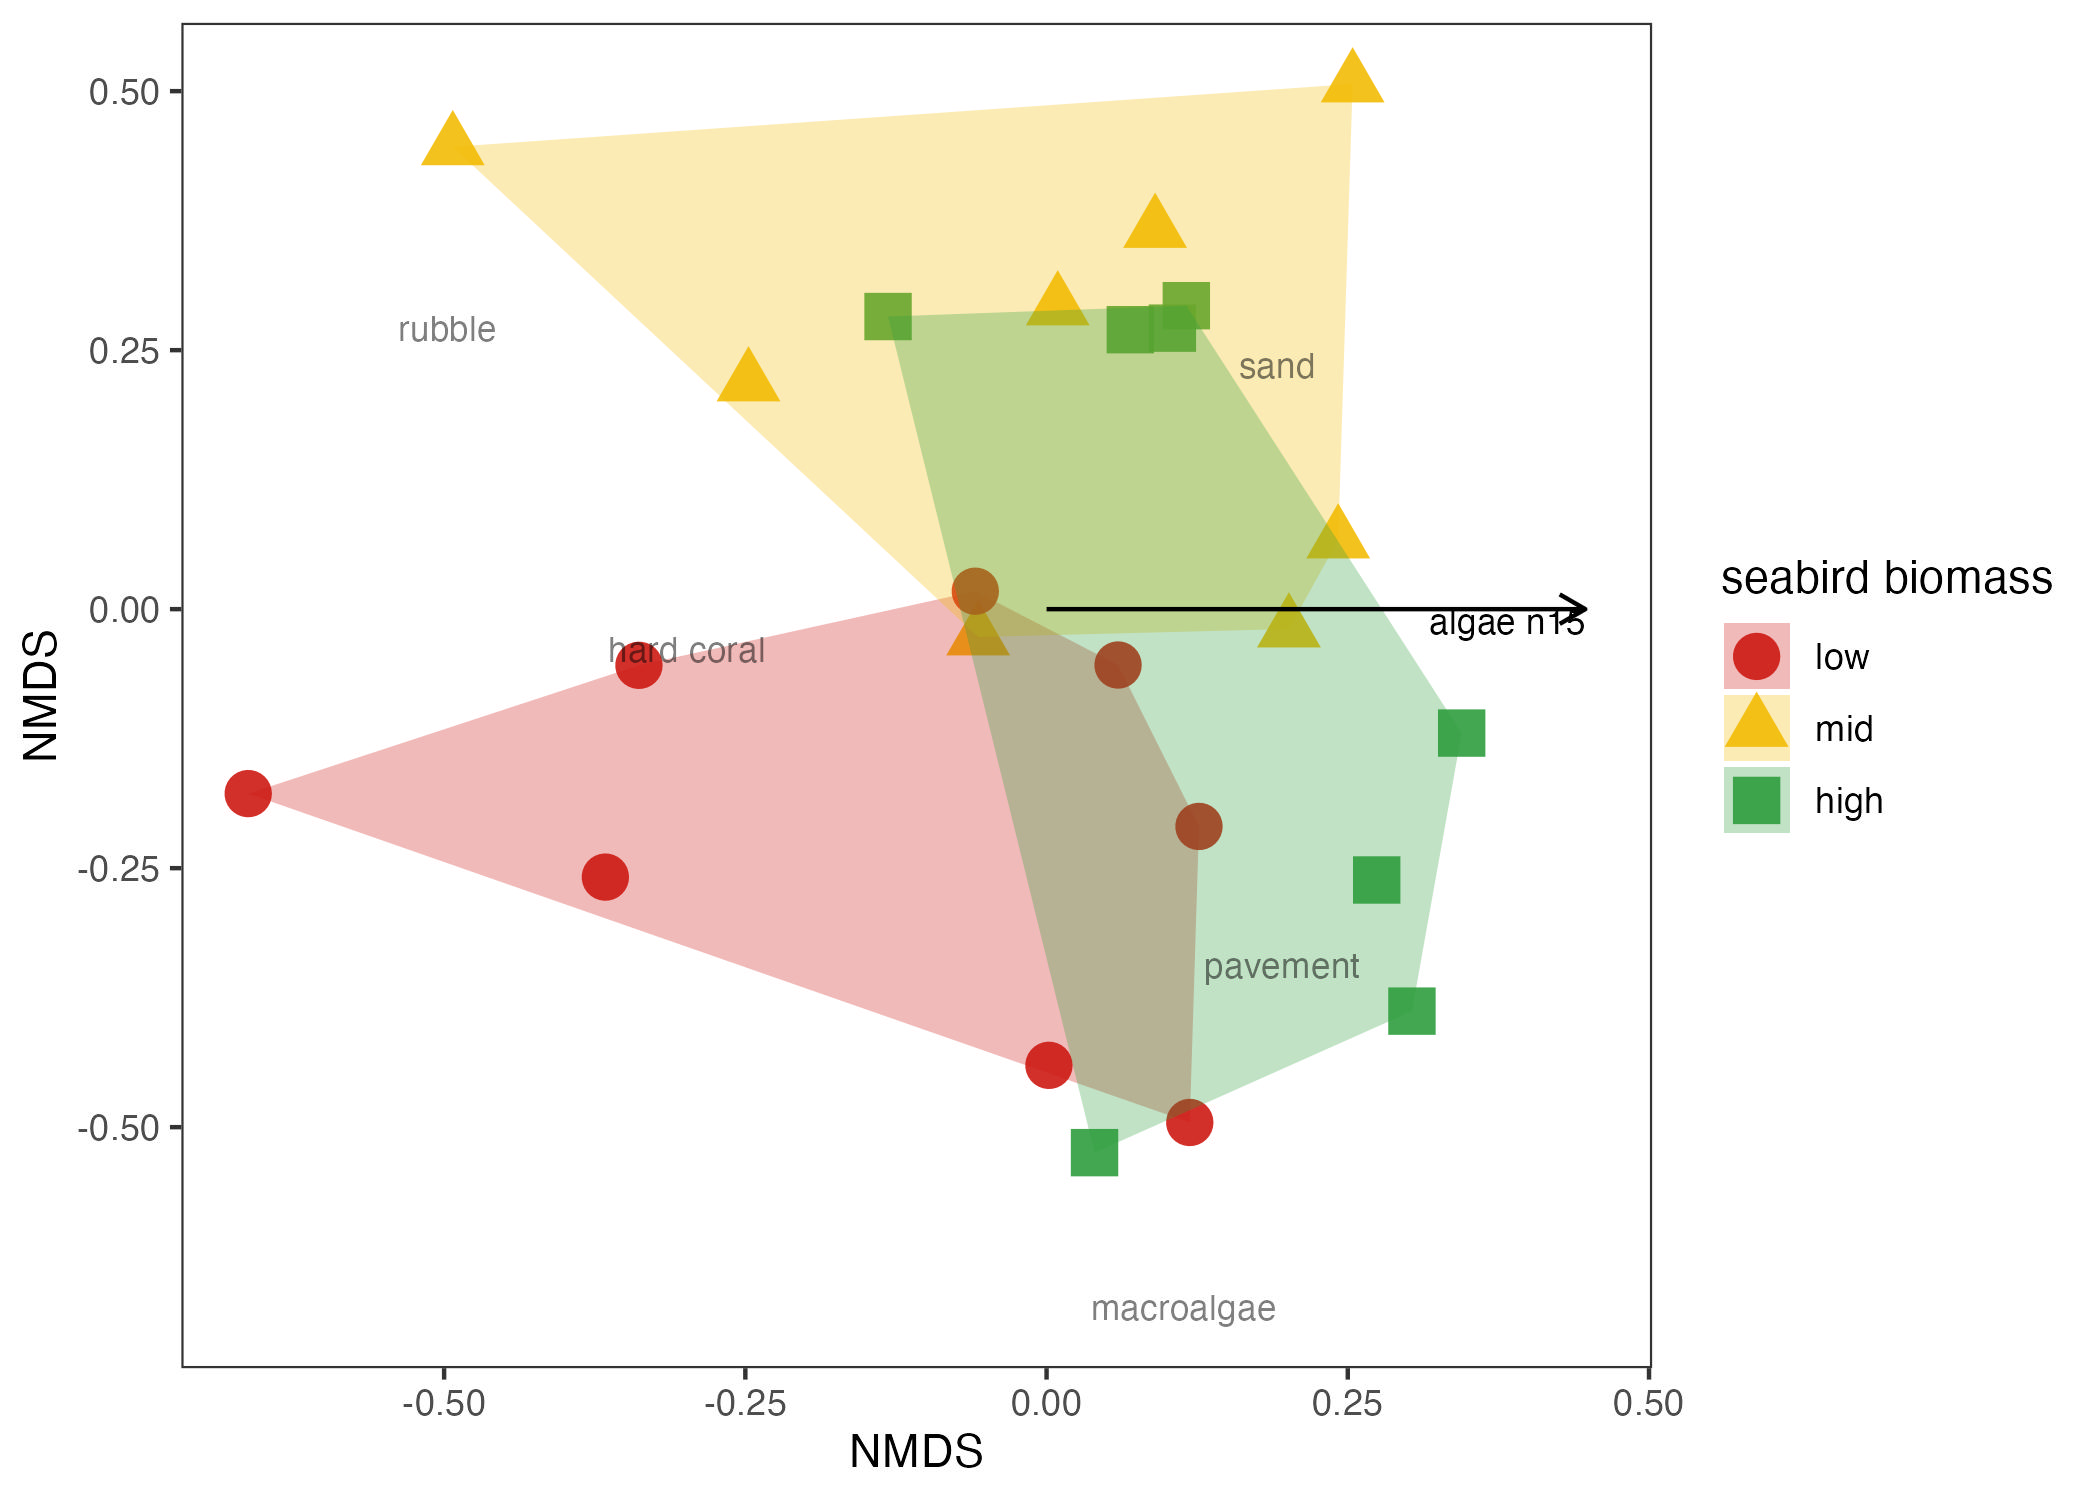 0.50
0.25
0.00
-0.25
-0.50
NMDS
rubble
sand
hard coral
algae n15
pavement
macroalgae
-0.50
-0.25
0.00
0.25
0.50
NMDS
seabird biomass
low
mid
high